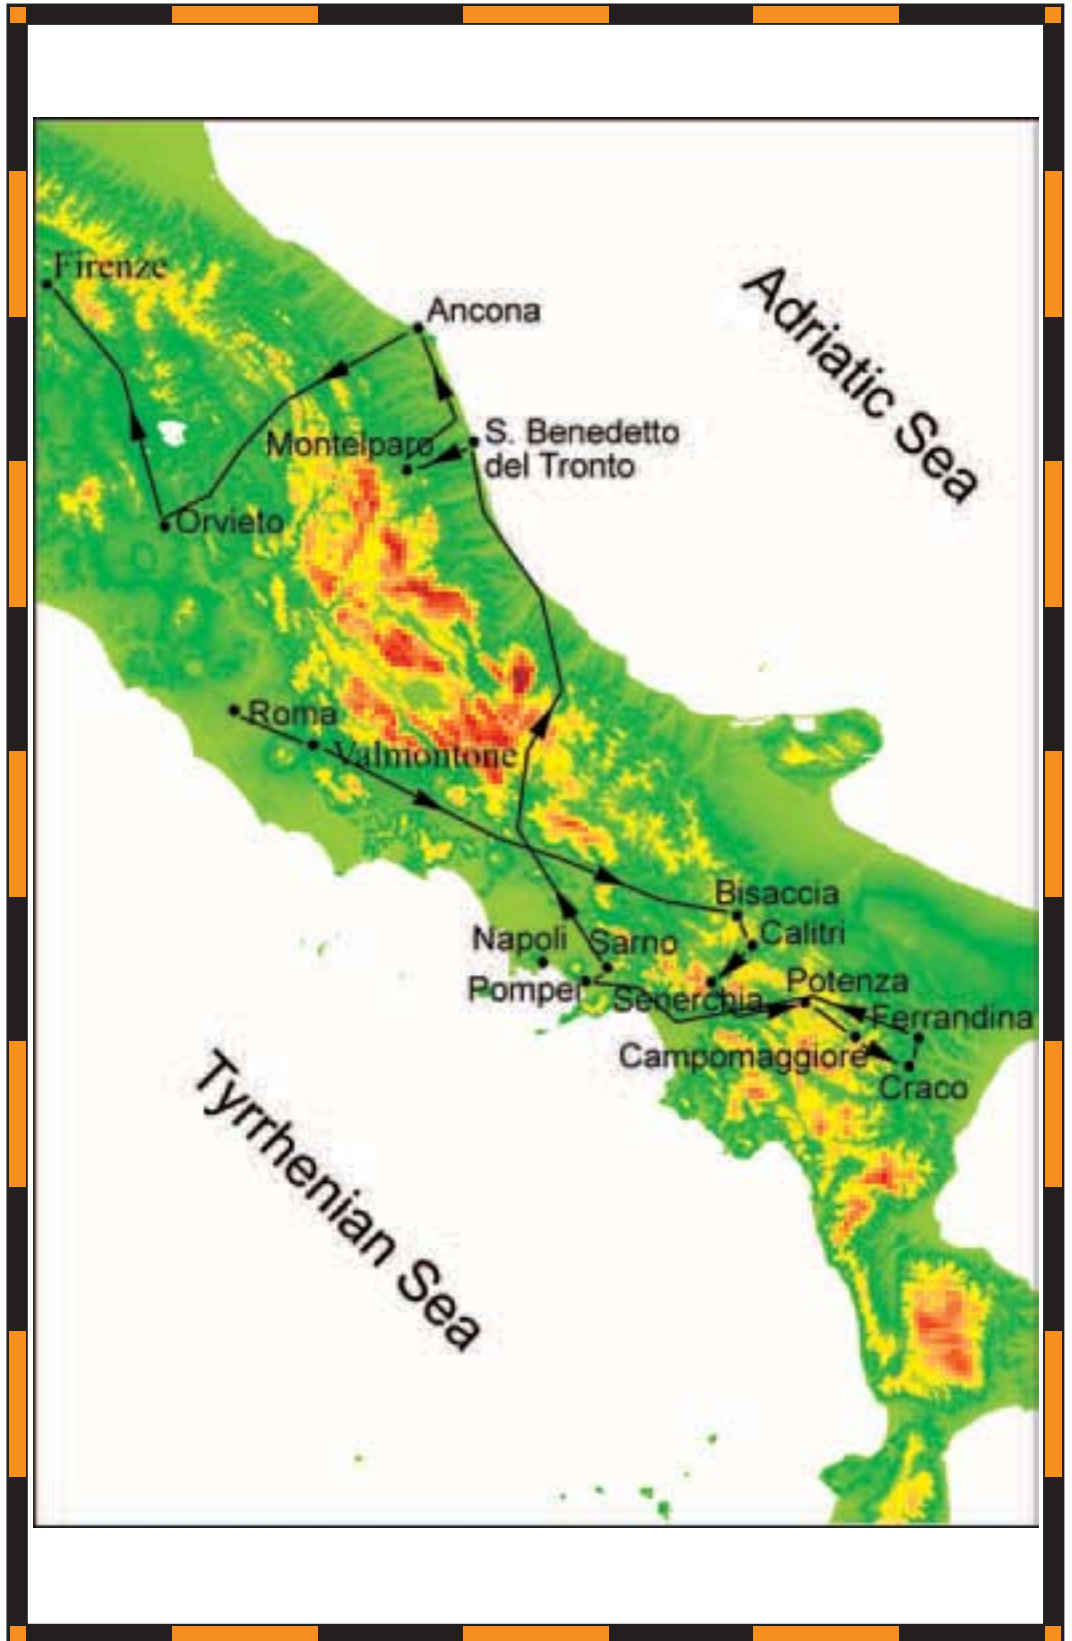 Firenze
Ancona
Adriatic Sea
Montelparo
S. Benedetto
del Tronto
Orvieto
Roma
Valmontone
Bisaccia
Calitri
Napoli
Sarno
Pompei
Senerchia
Potenza
Ferrandina
Campomaggiore
Craco
Tyrrhenian Sea